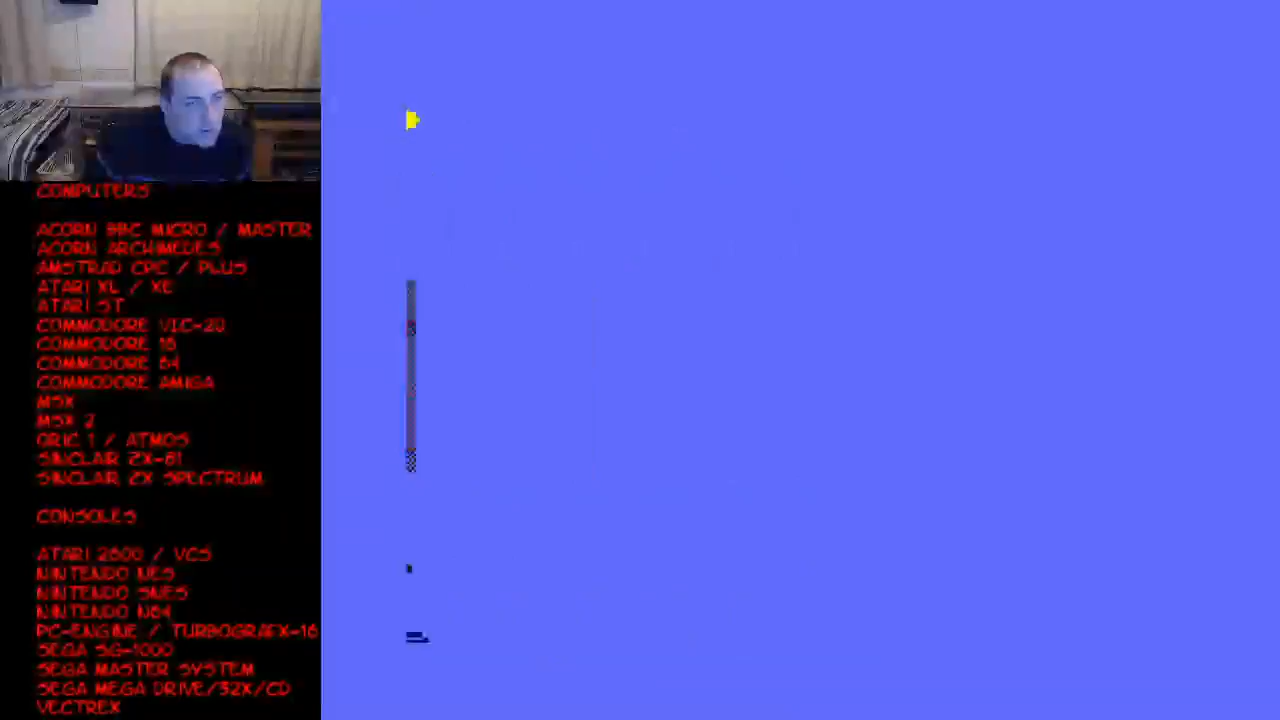 COMPUTERS
ACORN BBC MICRO / MASTER
ACORN ARCHIMEDES
AMSTRAD CPC / PLUS
ATARI XL / XE
ATARI ST
COMMODORE VIC-20
COMMODORE 16
COMMODORE 64
COMMODORE AMIGA
MSX
MSX 2
ORIC 1 / ATMOS
SINCLAIR ZX-81
SINCLAIR ZX SPECTRUM
CONSOLES
ATARI 2600 / VCS
NINTENDO NES
NINTENDO SNES
NINTENDO N64
PC-ENGINE / TURBOGRAFX-16
SEGA SG-1000
SEGA MASTER SYSTEM
SEGA MEGA DRIVE/32X/CD
VECTREX